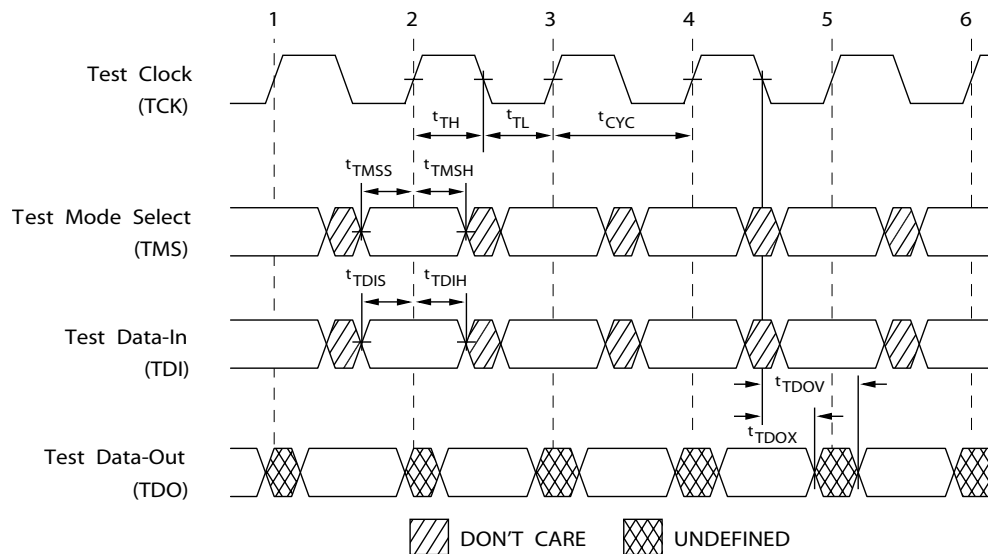 1 2 3 4 5 6
Test Clock
(TCK)
tTH tTL tCYC
tTMSS tTMSH
Test Mode Select
(TMS)
tTDIS tTDIH
Test Data-In
(TDI)
tTDOV
tTDOX
Test Data-Out
(TDO)
DON'T CARE UNDEFINED